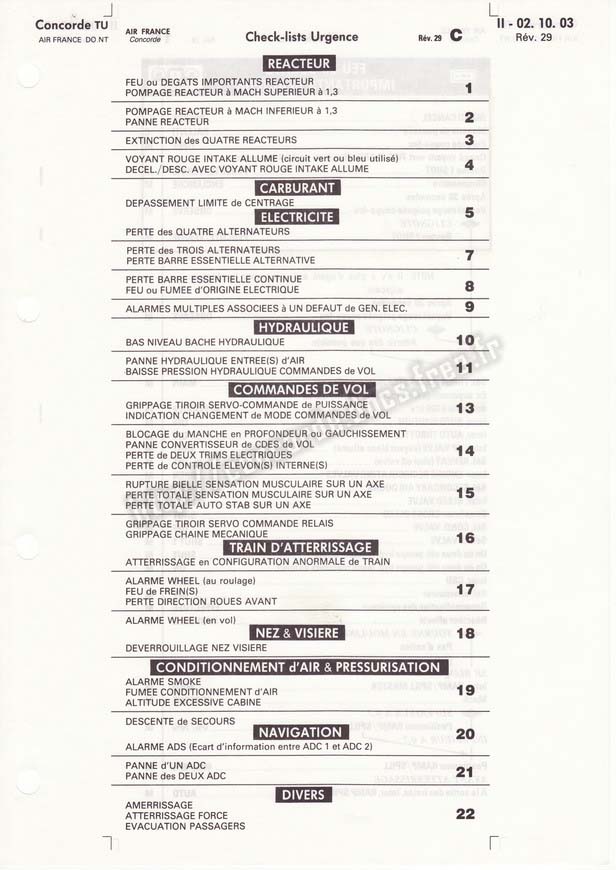 Concorde TU
AIR FRANCE DO.NT
AIR FRANCE
Concorde
Check-lists Urgence
Rév. 29 C
II - 02. 10. 03
Rév. 29
REACTEUR
FEU ou DEGATS IMPORTANTS REACTEUR
POMPAGE REACTEUR à MACH SUPERIEUR à 1,3
1
POMPAGE REACTEUR à MACH INFERIEUR à 1,3
PANNE REACTEUR
2
EXTINCTION des QUATRE REACTEURS
3
VOYANT ROUGE INTAKE ALLUME (circuit vert ou bleu utilisé)
DECEL./DESC. AVEC VOYANT ROUGE INTAKE ALLUME
4
CARBURANT
DEPASSEMENT LIMITE de CENTRAGE
ELECTRICITE
5
PERTE des QUATRE ALTERNATEURS
PERTE des TROIS ALTERNATEURS
PERTE BARRE ESSENTIELLE ALTERNATIVE
7
PERTE BARRE ESSENTIELLE CONTINUE
FEU ou FUMEE d'ORIGINE ELECTRIQUE
8
ALARMES MULTIPLES ASSOCIEES à UN DEFAUT de GEN. ELEC.
9
HYDRAULIQUE
BAS NIVEAU BACHE HYDRAULIQUE
10
PANNE HYDRAULIQUE ENTREE(S) d'AIR
BAISSE PRESSION HYDRAULIQUE COMMANDES de VOL
11
COMMANDES DE VOL
GRIPPAGE TIROIR SERVO-COMMANDE de PUISSANCE
INDICATION CHANGEMENT de MODE COMMANDES de VOL
13
BLOCAGE du MANCHE en PROFONDEUR ou GAUCHISSEMENT
PANNE CONVERTISSEUR de CDES de VOL
PERTE de DEUX TRIMS ELECTRIQUES
PERTE de CONTROLE ELEVON(S) INTERNE(S)
14
RUPTURE BIELLE SENSATION MUSCULAIRE SUR UN AXE
PERTE TOTALE SENSATION MUSCULAIRE SUR UN AXE
PERTE TOTALE AUTO STAB SUR UN AXE
15
GRIPPAGE TIROIR SERVO COMMANDE RELAIS
GRIPPAGE CHAINE MECANIQUE
16
TRAIN D'ATTERRISSAGE
ATTERRISSAGE en CONFIGURATION ANORMALE de TRAIN
ALARME WHEEL (au roulage)
FEU de FREIN(S)
PERTE DIRECTION ROUES AVANT
17
ALARME WHEEL (en vol)
NEZ & VISIERE
18
DEVERROUILLAGE NEZ VISIERE
CONDITIONNEMENT d'AIR & PRESSURISATION
ALARME SMOKE
FUMEE CONDITIONNEMENT d'AIR
ALTITUDE EXCESSIVE CABINE
19
DESCENTE de SECOURS
NAVIGATION
20
ALARME ADS (Ecart d'information entre ADC 1 et ADC 2)
PANNE d'UN ADC
PANNE des DEUX ADC
21
DIVERS
AMERRISSAGE
ATTERRISSAGE FORCE
EVACUATION PASSAGERS
22